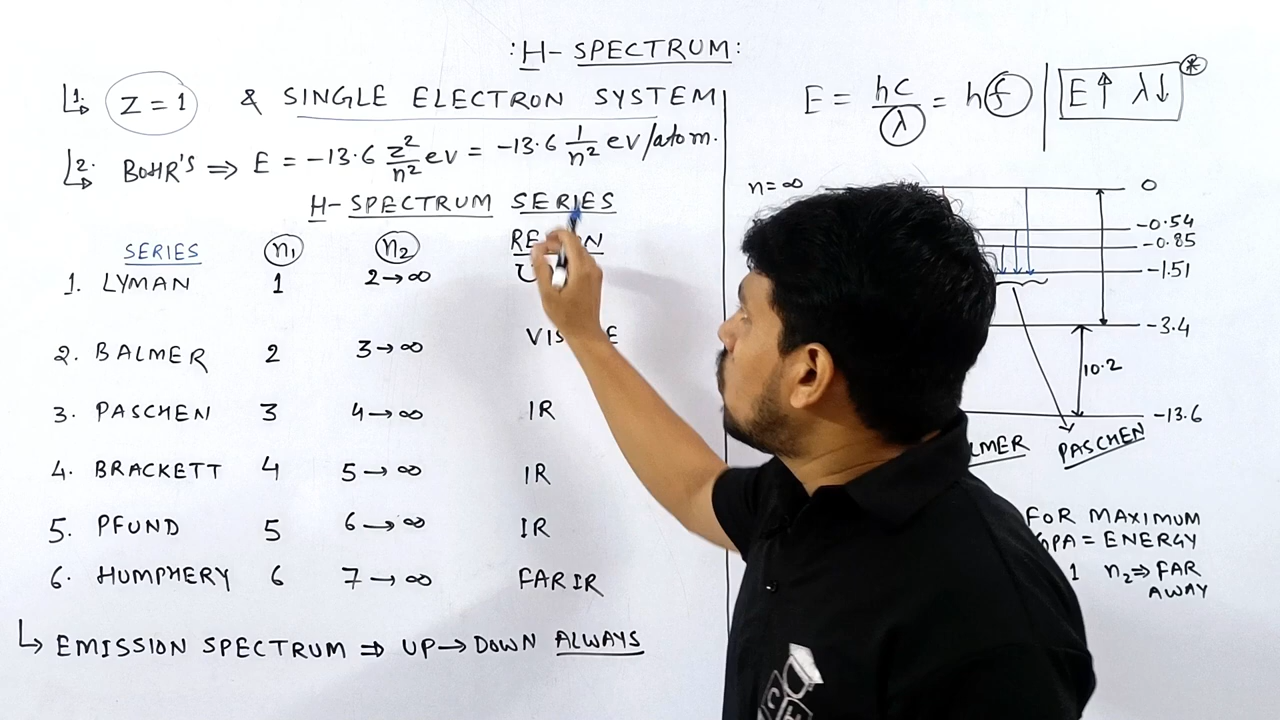 : H- SPECTRUM :
↳ 1. Z = 1 & SINGLE ELECTRON SYSTEM
↳ 2. BOHR'S ⇒ E = -13.6 Z²/n² eV = -13.6 1/n² eV/atom.
H- SPECTRUM SERIES
SERIES n₁ n₂
1. LYMAN 1 2→∞
2. BALMER 2 3→∞
3. PASCHEN 3 4→∞ IR
4. BRACKETT 4 5→∞ IR
5. PFUND 5 6→∞ IR
6. HUMPHERY 6 7→∞ FAR IR
↳ EMISSION SPECTRUM ⇒ UP→DOWN ALWAYS
E = hc/λ = hf | E↑ λ↓ *
n=∞ 0
-0.54
-0.85
-1.51
-3.4
10.2
-13.6
PASCHEN
FOR MAXIMUM
= ENERGY
1 n₂⇒ FAR
AWAY